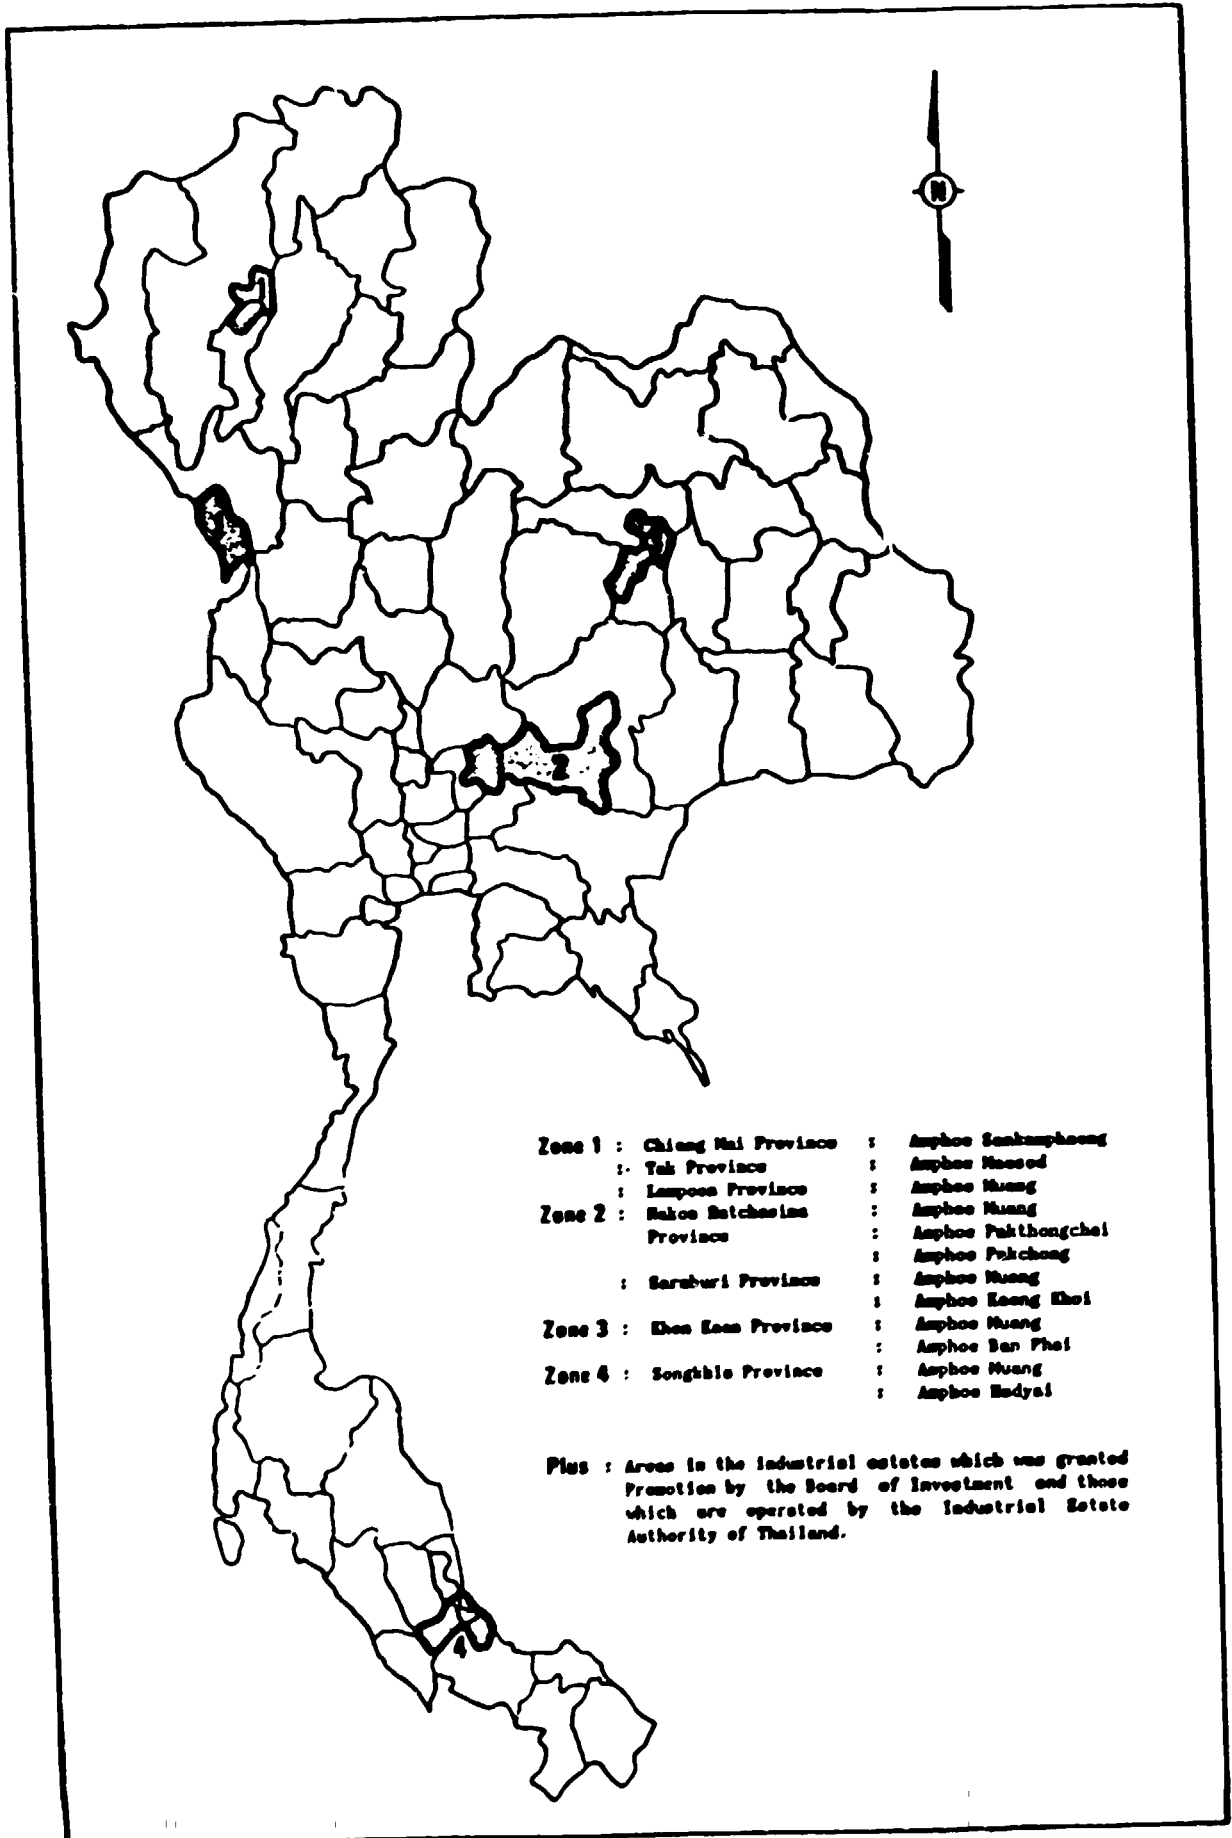 N
2
4
Zone 1 : Chiang Mai Province : Amphoe Sankamphaeng
: Tak Province : Amphoe Maesod
: Lampoon Province : Amphoe Muang
Zone 2 : Nakon Ratchasima : Amphoe Muang
Province : Amphoe Pakthongchai
: Amphoe Pakchong
: Saraburi Province : Amphoe Muang
: Amphoe Kaeng Khoi
Zone 3 : Khon Kaen Province : Amphoe Muang
: Amphoe Ban Phai
Zone 4 : Songkhla Province : Amphoe Muang
: Amphoe Hadyai
Plus : Areas in the industrial estates which was granted
Promotion by the Board of Investment and those
which are operated by the Industrial Estate
Authority of Thailand.